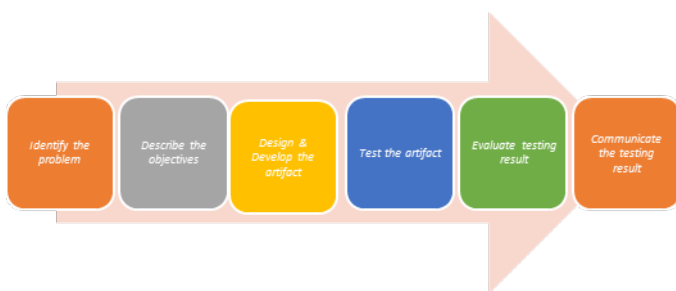 Identify the
problem
Describe the
objectives
Design &
Develop the
artifact
Test the artifact
Evaluate testing
result
Communicate
the testing
result